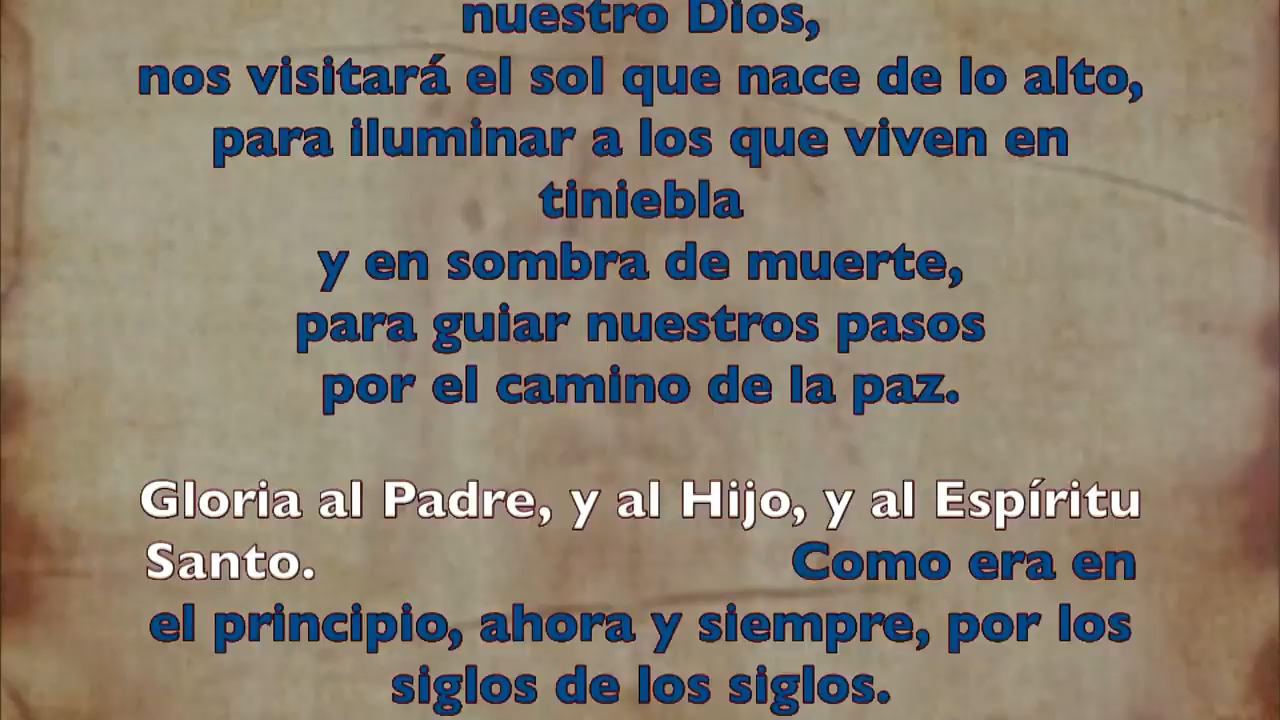 nuestro Dios,
nos visitará el sol que nace de lo alto,
para iluminar a los que viven en
tiniebla
y en sombra de muerte,
para guiar nuestros pasos
por el camino de la paz.
Gloria al Padre, y al Hijo, y al Espíritu
Santo. Como era en
el principio, ahora y siempre, por los
siglos de los siglos.